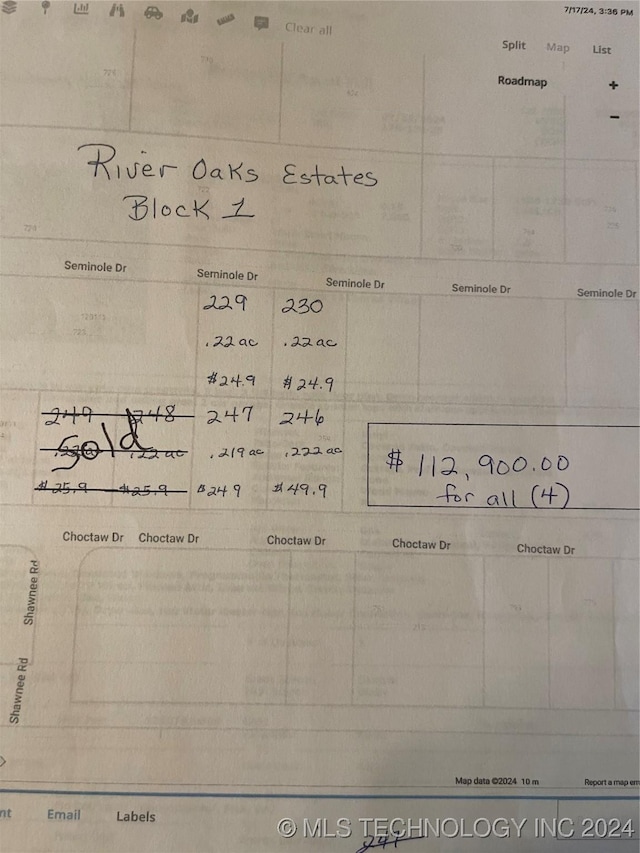 7/17/24, 3:36 PM
Clear all
Split Map List
Roadmap +
-
River Oaks Estates
Block 1
Seminole Dr Seminole Dr Seminole Dr Seminole Dr Seminole Dr
229 230
.22 ac .22 ac
$24.9 $24.9
249 248 247 246
Sold .22 ac .219 ac .222 ac
$25.9 $25.9 $24.9 $49.9
$112,900.00
for all (4)
Choctaw Dr Choctaw Dr Choctaw Dr Choctaw Dr Choctaw Dr
Shawnee Rd
Shawnee Rd
Map data ©2024 10 m Report a map
Email Labels
© MLS TECHNOLOGY INC 2024